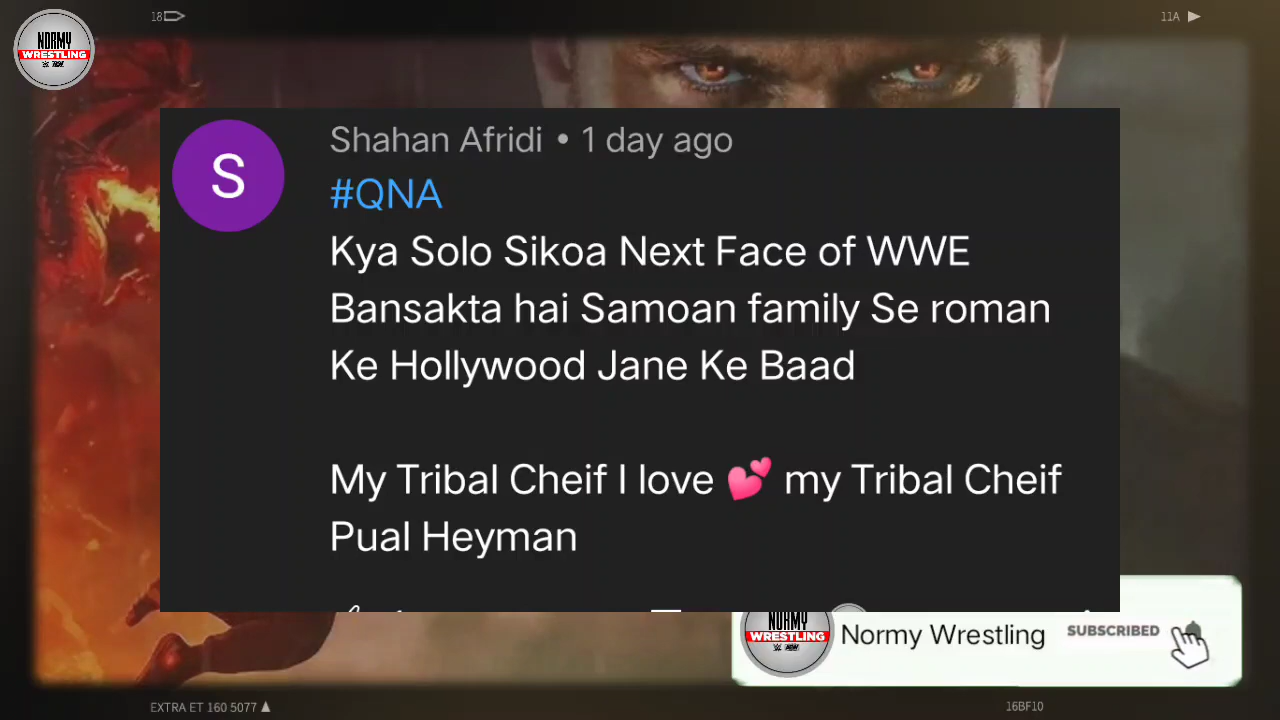 18
11A
NORMY
WRESTLING
Shahan Afridi • 1 day ago
#QNA
Kya Solo Sikoa Next Face of WWE
Bansakta hai Samoan family Se roman
Ke Hollywood Jane Ke Baad
My Tribal Cheif I love 💕 my Tribal Cheif
Pual Heyman
NORMY
WRESTLING
Normy Wrestling
SUBSCRIBED
EXTRA ET 160 5077
16BF10